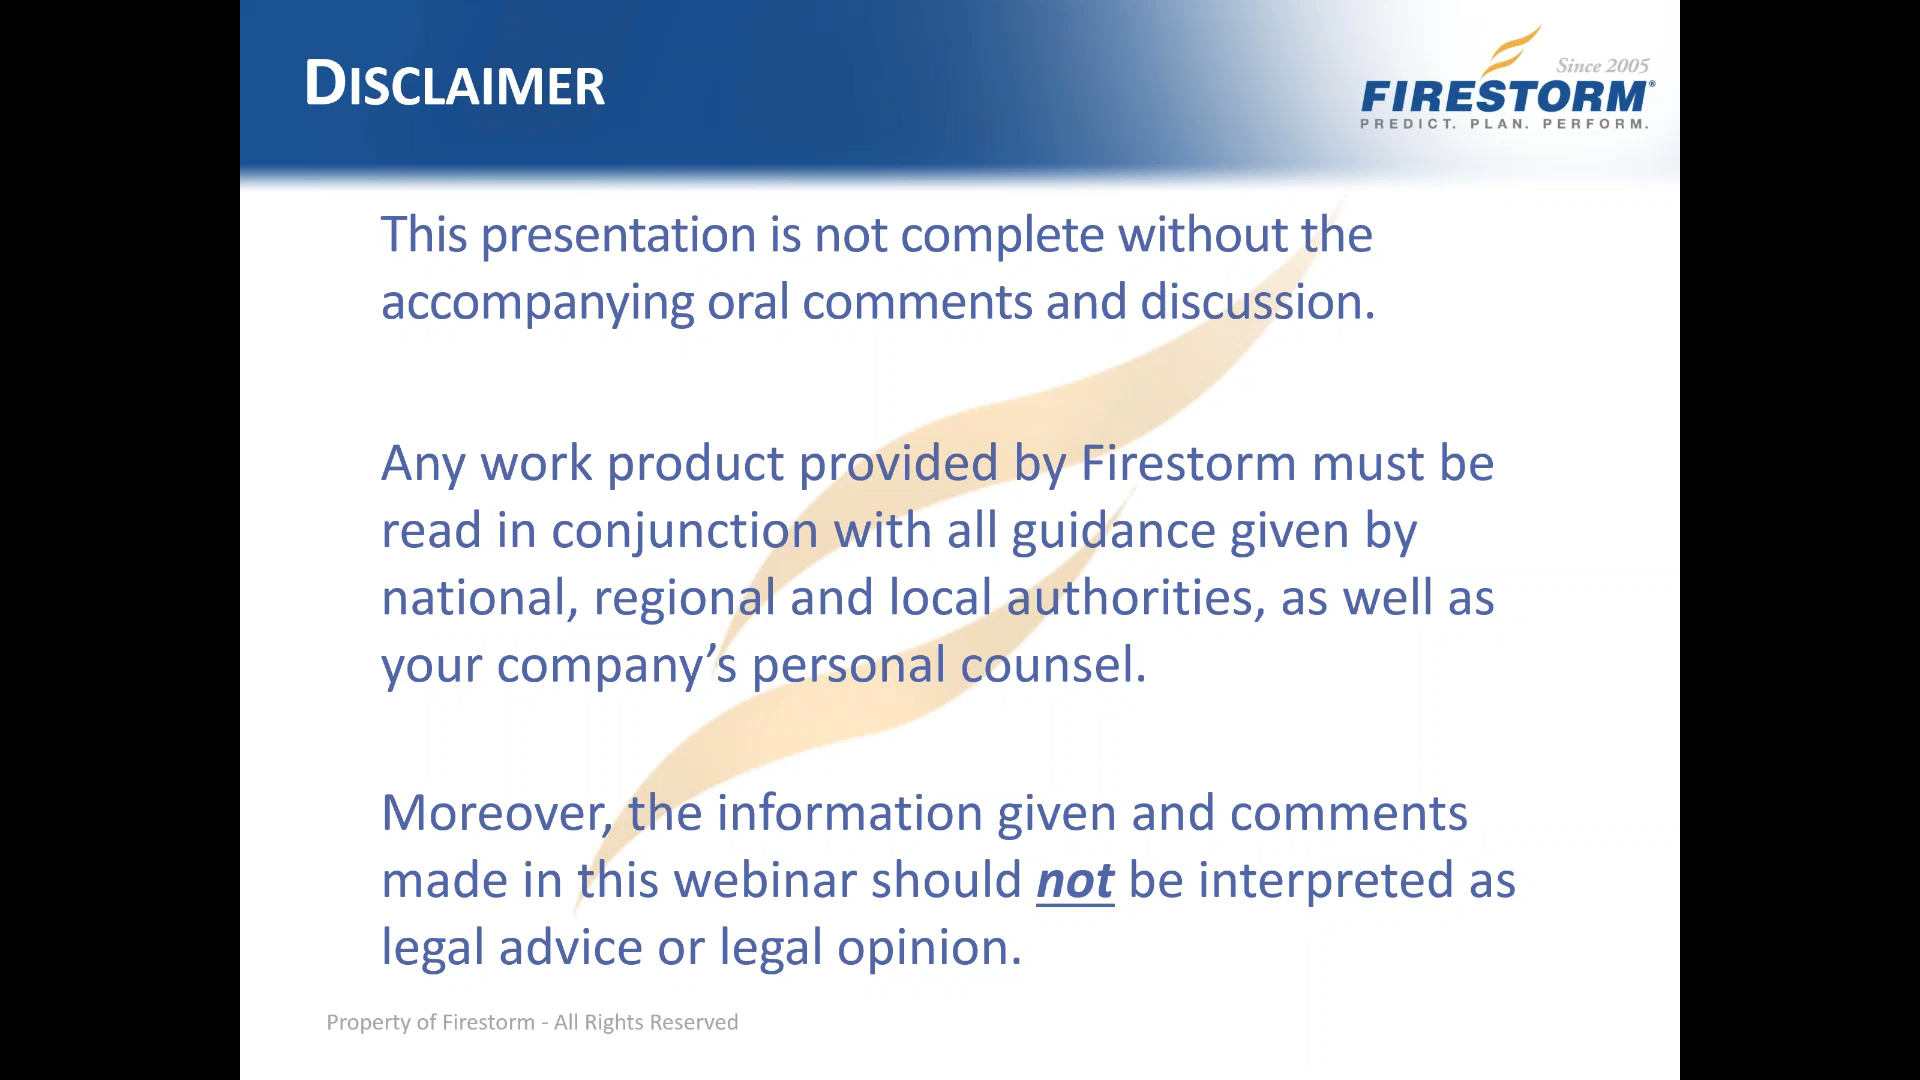 DISCLAIMER
Since 2005
FIRESTORM®
PREDICT. PLAN. PERFORM.
This presentation is not complete without the
accompanying oral comments and discussion.
Any work product provided by Firestorm must be
read in conjunction with all guidance given by
national, regional and local authorities, as well as
your company’s personal counsel.
Moreover, the information given and comments
made in this webinar should not be interpreted as
legal advice or legal opinion.
Property of Firestorm - All Rights Reserved